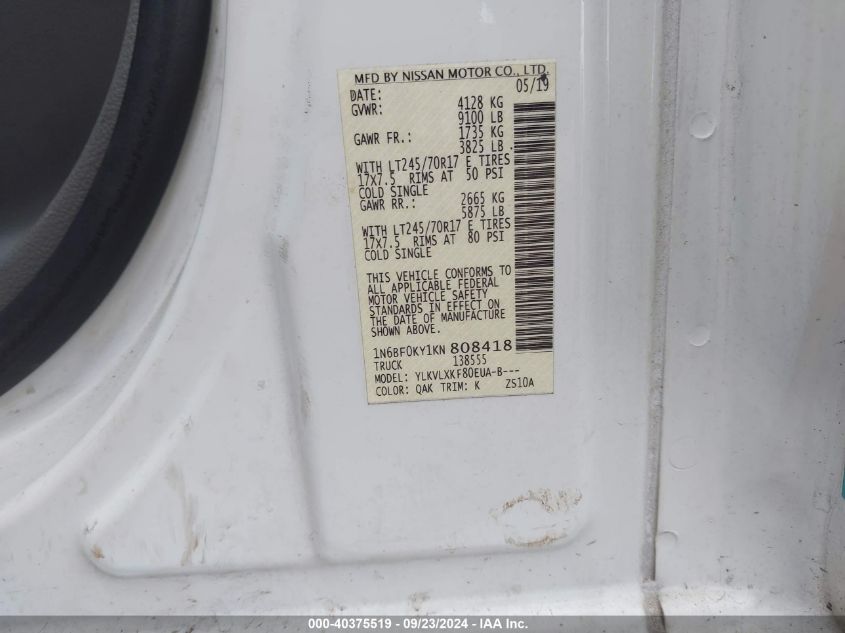 MFD BY NISSAN MOTOR CO., LTD.
DATE: 05/19
GVWR: 4128 KG
9100 LB
GAWR FR.: 1735 KG
3825 LB
WITH LT245/70R17 E TIRES
17X7.5 RIMS AT 50 PSI
COLD SINGLE
GAWR RR.: 2665 KG
5875 LB
WITH LT245/70R17 E TIRES
17X7.5 RIMS AT 80 PSI
COLD SINGLE
THIS VEHICLE CONFORMS TO
ALL APPLICABLE FEDERAL
MOTOR VEHICLE SAFETY
STANDARDS IN EFFECT ON
THE DATE OF MANUFACTURE
SHOWN ABOVE.
1N6BF0KY1KN 808418
TRUCK 138555
MODEL: YLKVLXKF80EUA-B---
COLOR: QAK TRIM: K ZS10A
000-40375519 - 09/23/2024 - IAAI Inc.